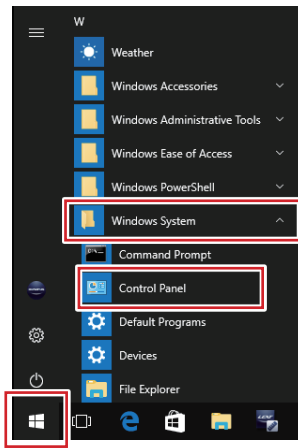 W
Weather
Windows Accessories
Windows Administrative Tools
Windows Ease of Access
Windows PowerShell
Windows System
Command Prompt
Control Panel
Default Programs
Devices
File Explorer